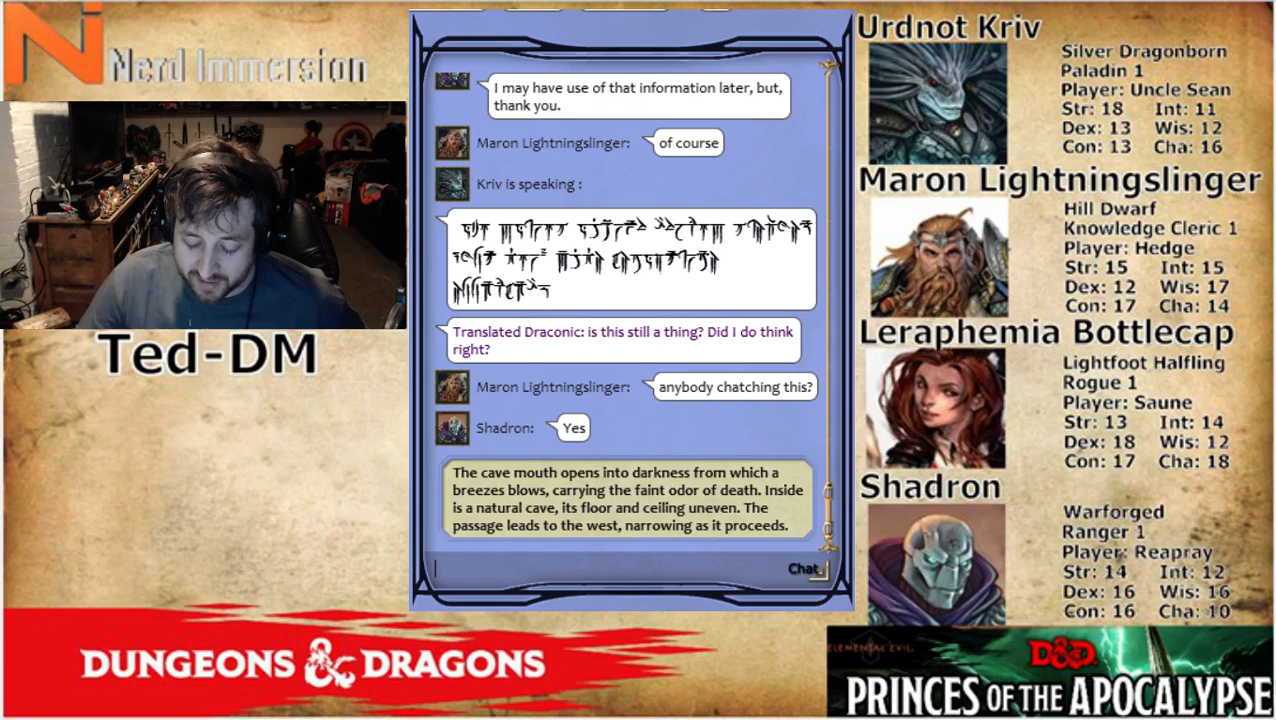 Nerd Immersion
Ted-DM
DUNGEONS & DRAGONS
I may have use of that information later, but,
thank you.
Maron Lightningslinger: of course
Kriv is speaking :
Translated Draconic: is this still a thing? Did I do think
right?
Maron Lightningslinger: anybody chatching this?
Shadron: Yes
The cave mouth opens into darkness from which a
breezes blows, carrying the faint odor of death. Inside
is a natural cave, its floor and ceiling uneven. The
passage leads to the west, narrowing as it proceeds.
Chat
Urdnot Kriv
Silver Dragonborn
Paladin 1
Player: Uncle Sean
Str: 18 Int: 11
Dex: 13 Wis: 12
Con: 13 Cha: 16
Maron Lightningslinger
Hill Dwarf
Knowledge Cleric 1
Player: Hedge
Str: 15 Int: 15
Dex: 12 Wis: 17
Con: 17 Cha: 14
Leraphemia Bottlecap
Lightfoot Halfling
Rogue 1
Player: Saune
Str: 13 Int: 14
Dex: 18 Wis: 12
Con: 17 Cha: 18
Shadron
Warforged
Ranger 1
Player: Reapray
Str: 14 Int: 12
Dex: 16 Wis: 16
Con: 16 Cha: 10
ELEMENTAL EVIL
D&D
PRINCES OF THE APOCALYPSE